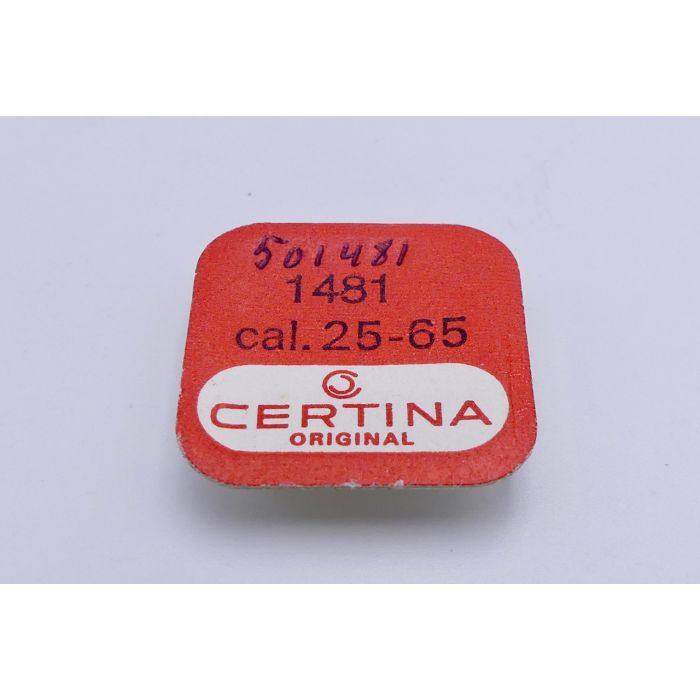 501481
1481
cal. 25-65
CERTINA
ORIGINAL